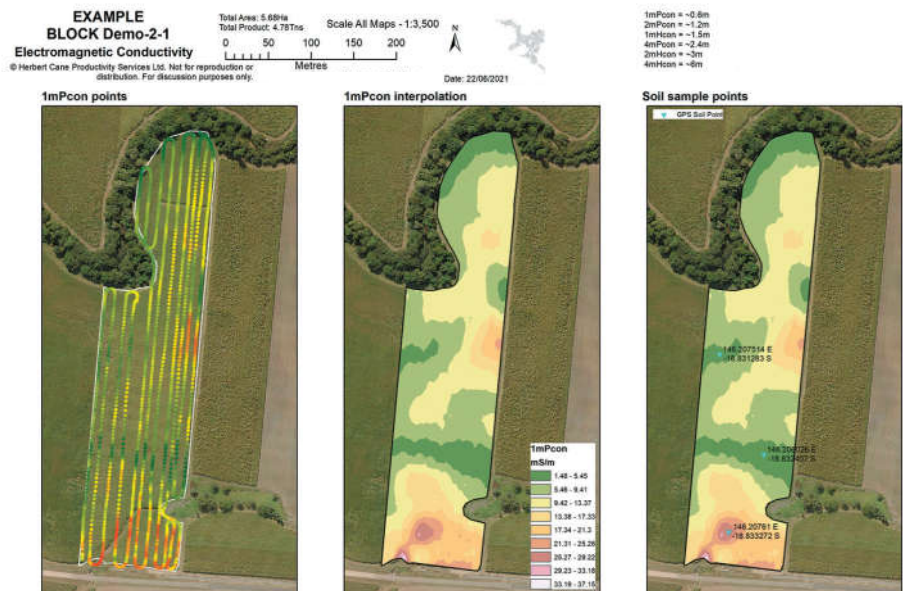 EXAMPLE
BLOCK Demo-2-1
Electromagnetic Conductivity
© Herbert Cane Productivity Services Ltd. Not for reproduction or
distribution. For discussion purposes only.
Total Area: 5.68Ha
Total Product: 4.78Tns
Scale All Maps - 1:3,500
0 50 100 150 200
Metres
N
Date: 22/06/2021
1mPcon = ~0.6m
2mPcon = ~1.2m
1mHcon = ~1.5m
4mPcon = ~2.4m
2mHcon = ~3m
4mHcon = ~6m
1mPcon points
1mPcon interpolation
Soil sample points
GPS Soil Point
146.207514 E
-18.831283 S
-18.832457 S
146.20761 E
-18.833272 S
1mPcon
mS/m
1.48 - 5.45
5.46 - 9.41
9.42 - 13.37
13.38 - 17.33
17.34 - 21.3
21.31 - 25.26
25.27 - 29.22
29.23 - 33.18
33.19 - 37.15